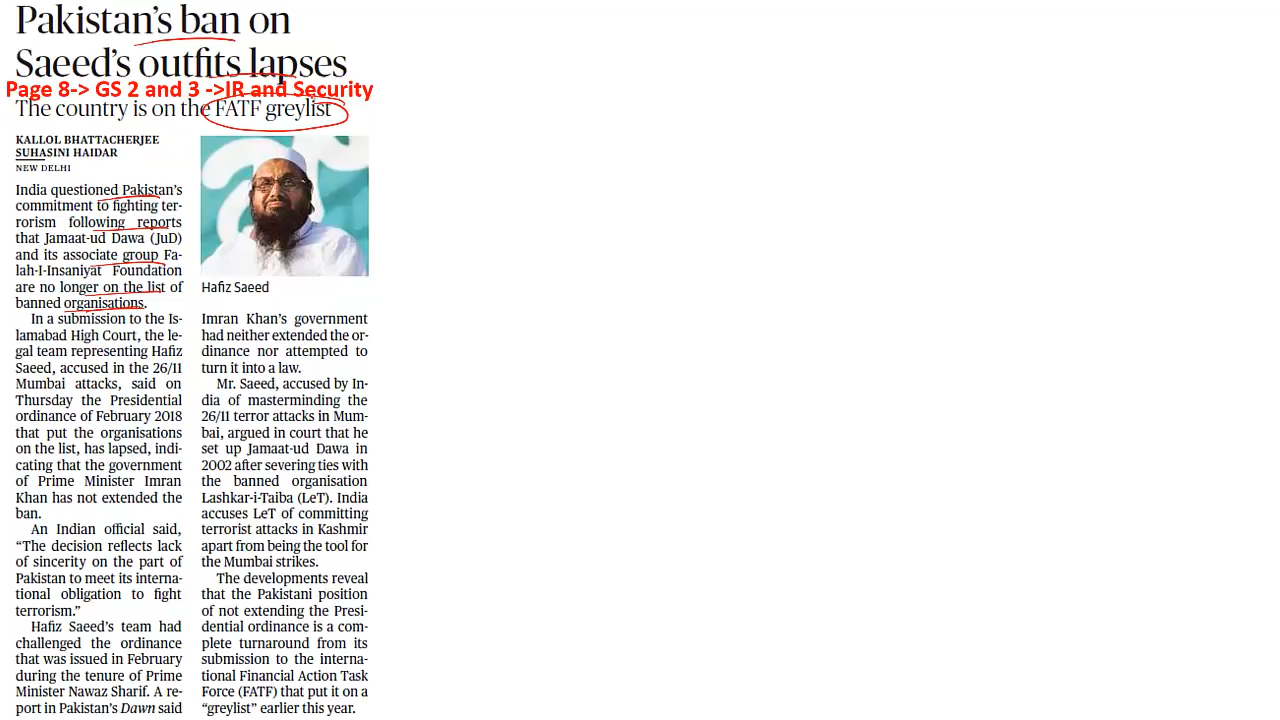 Pakistan's ban on
Saeed's outfits lapses
Page 8-> GS 2 and 3 ->IR and Security
The country is on the FATF greylist
KALLOL BHATTACHERJEE
SUHASINI HAIDAR
NEW DELHI
India questioned Pakistan's
commitment to fighting ter-
rorism following reports
that Jamaat-ud Dawa (JuD)
and its associate group Fa-
lah-I-Insaniyat Foundation
are no longer on the list of
banned organisations.
In a submission to the Is-
lamabad High Court, the le-
gal team representing Hafiz
Saeed, accused in the 26/11
Mumbai attacks, said on
Thursday the Presidential
ordinance of February 2018
that put the organisations
on the list, has lapsed, indi-
cating that the government
of Prime Minister Imran
Khan has not extended the
ban.
An Indian official said,
“The decision reflects lack
of sincerity on the part of
Pakistan to meet its interna-
tional obligation to fight
terrorism.”
Hafiz Saeed's team had
challenged the ordinance
that was issued in February
during the tenure of Prime
Minister Nawaz Sharif. A re-
port in Pakistan's Dawn said
Hafiz Saeed
Imran Khan's government
had neither extended the or-
dinance nor attempted to
turn it into a law.
Mr. Saeed, accused by In-
dia of masterminding the
26/11 terror attacks in Mum-
bai, argued in court that he
set up Jamaat-ud Dawa in
2002 after severing ties with
the banned organisation
Lashkar-i-Taiba (LeT). India
accuses LeT of committing
terrorist attacks in Kashmir
apart from being the tool for
the Mumbai strikes.
The developments reveal
that the Pakistani position
of not extending the Presi-
dential ordinance is a com-
plete turnaround from its
submission to the interna-
tional Financial Action Task
Force (FATF) that put it on a
“greylist” earlier this year.